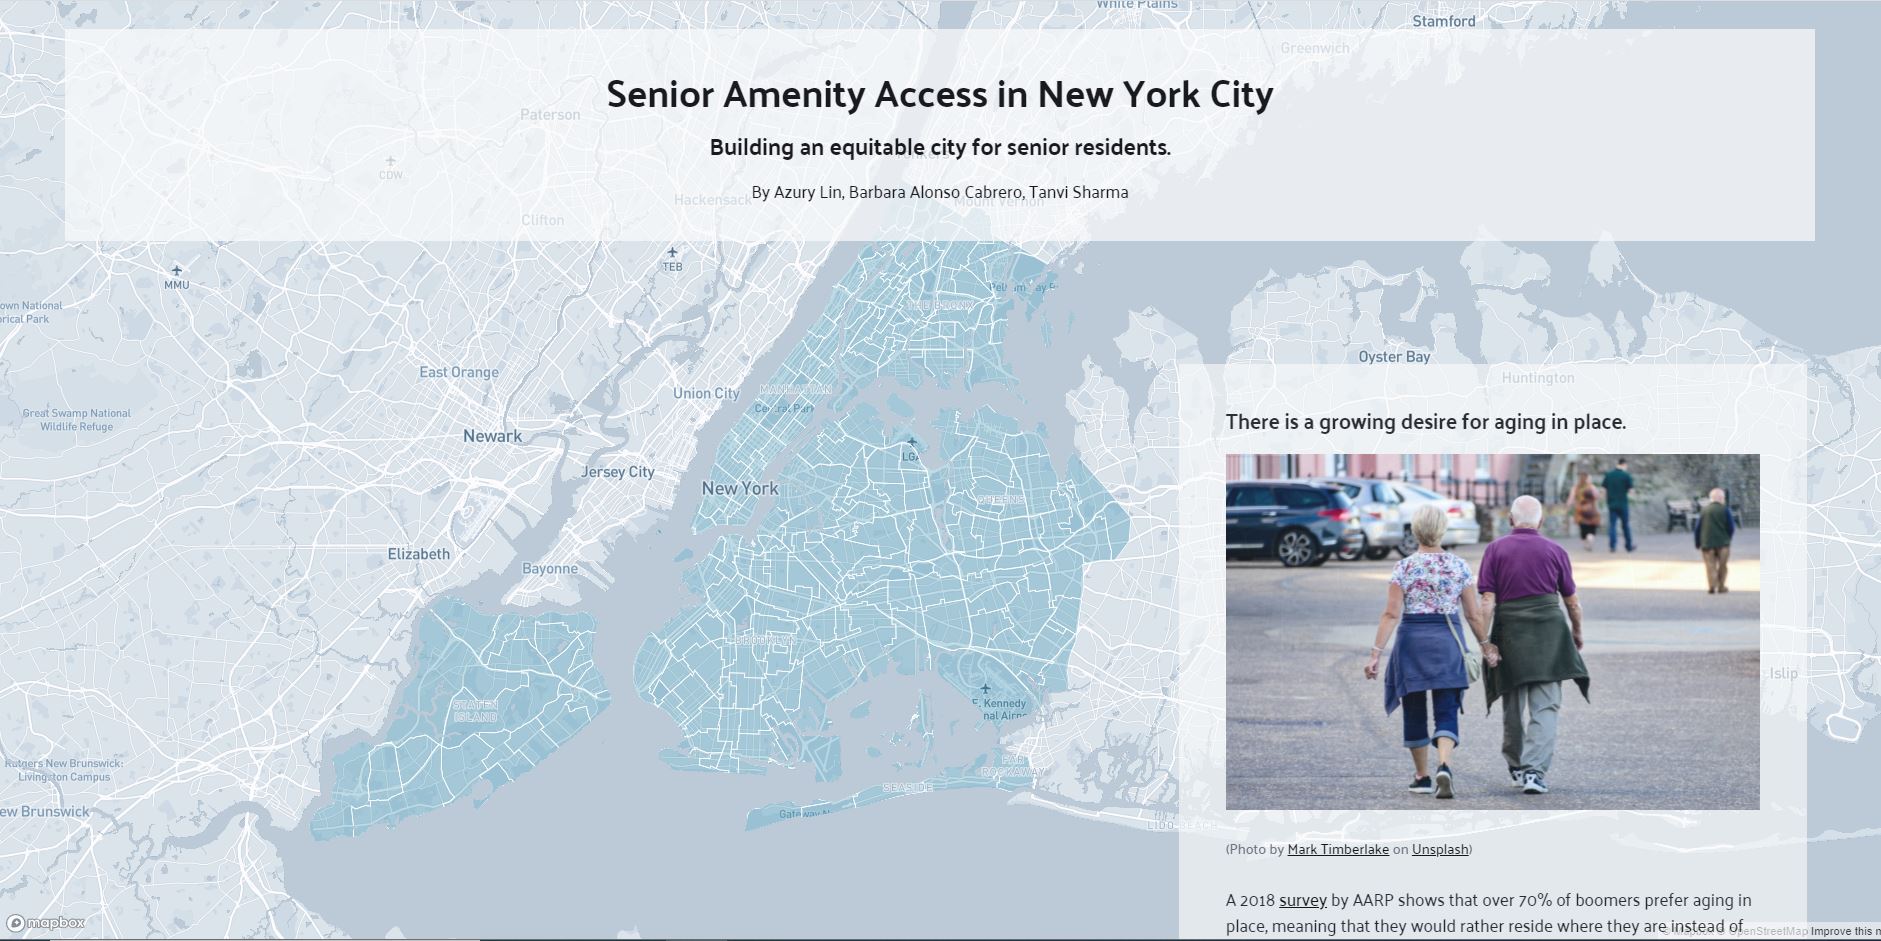 White Plains
Stamford
Greenwich
Senior Amenity Access in New York City
Paterson
Building an equitable city for senior residents.
CDW
By Azury Lin, Barbara Alonso Cabrero, Tanvi Sharma
Hackensack
Mount Vernon
Clifton
TEB
MMU
THE BRONX
Oyster Bay
East Orange
Union City
MANHATTAN
Central Park
Huntington
Great Swamp National
Wildlife Refuge
There is a growing desire for aging in place.
Newark
LGA
Jersey City
New York
QUEENS
Elizabeth
Bayonne
BROOKLYN
Islip
STATEN
ISLAND
F. Kennedy
nal Airpo
FAR
ROCKAWAY
Rutgers New Brunswick:
Livingston Campus
SEASIDE
ew Brunswick
Gateway N
LIDO BEACH
(Photo by Mark Timberlake on Unsplash)
A 2018 survey by AARP shows that over 70% of boomers prefer aging in
place, meaning that they would rather reside where they are instead of
mapbox
© Mapbox © OpenStreetMap Improve this m